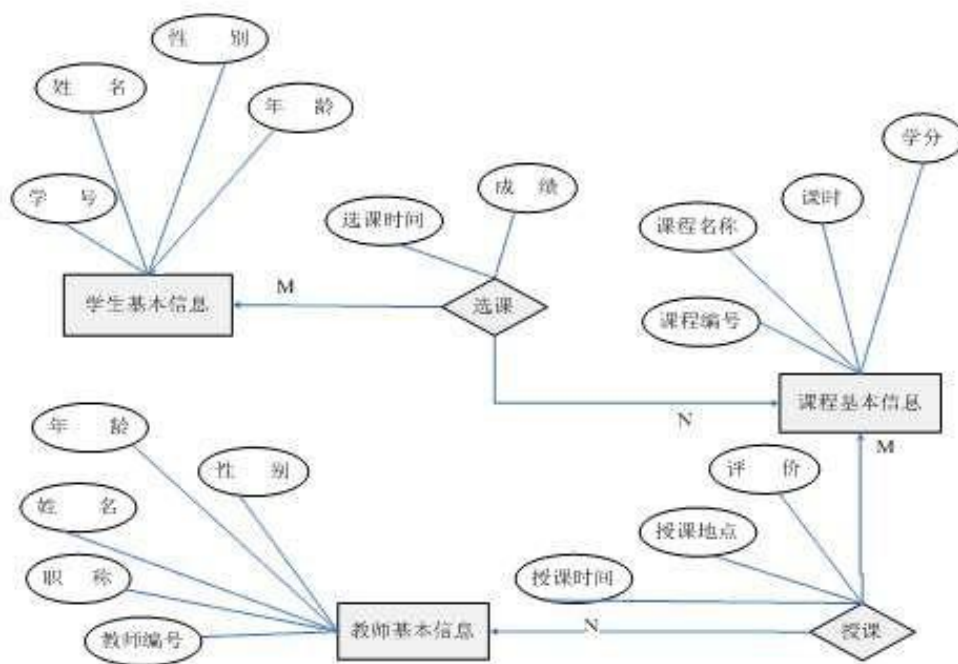 性 别
姓 名
年 龄
学 号
成 绩
选课时间
学分
课时
课程名称
课程编号
学生基本信息
M
选课
N
课程基本信息
M
年 龄
性 别
姓 名
职 称
教师编号
教师基本信息
评 价
授课地点
授课时间
N
授课